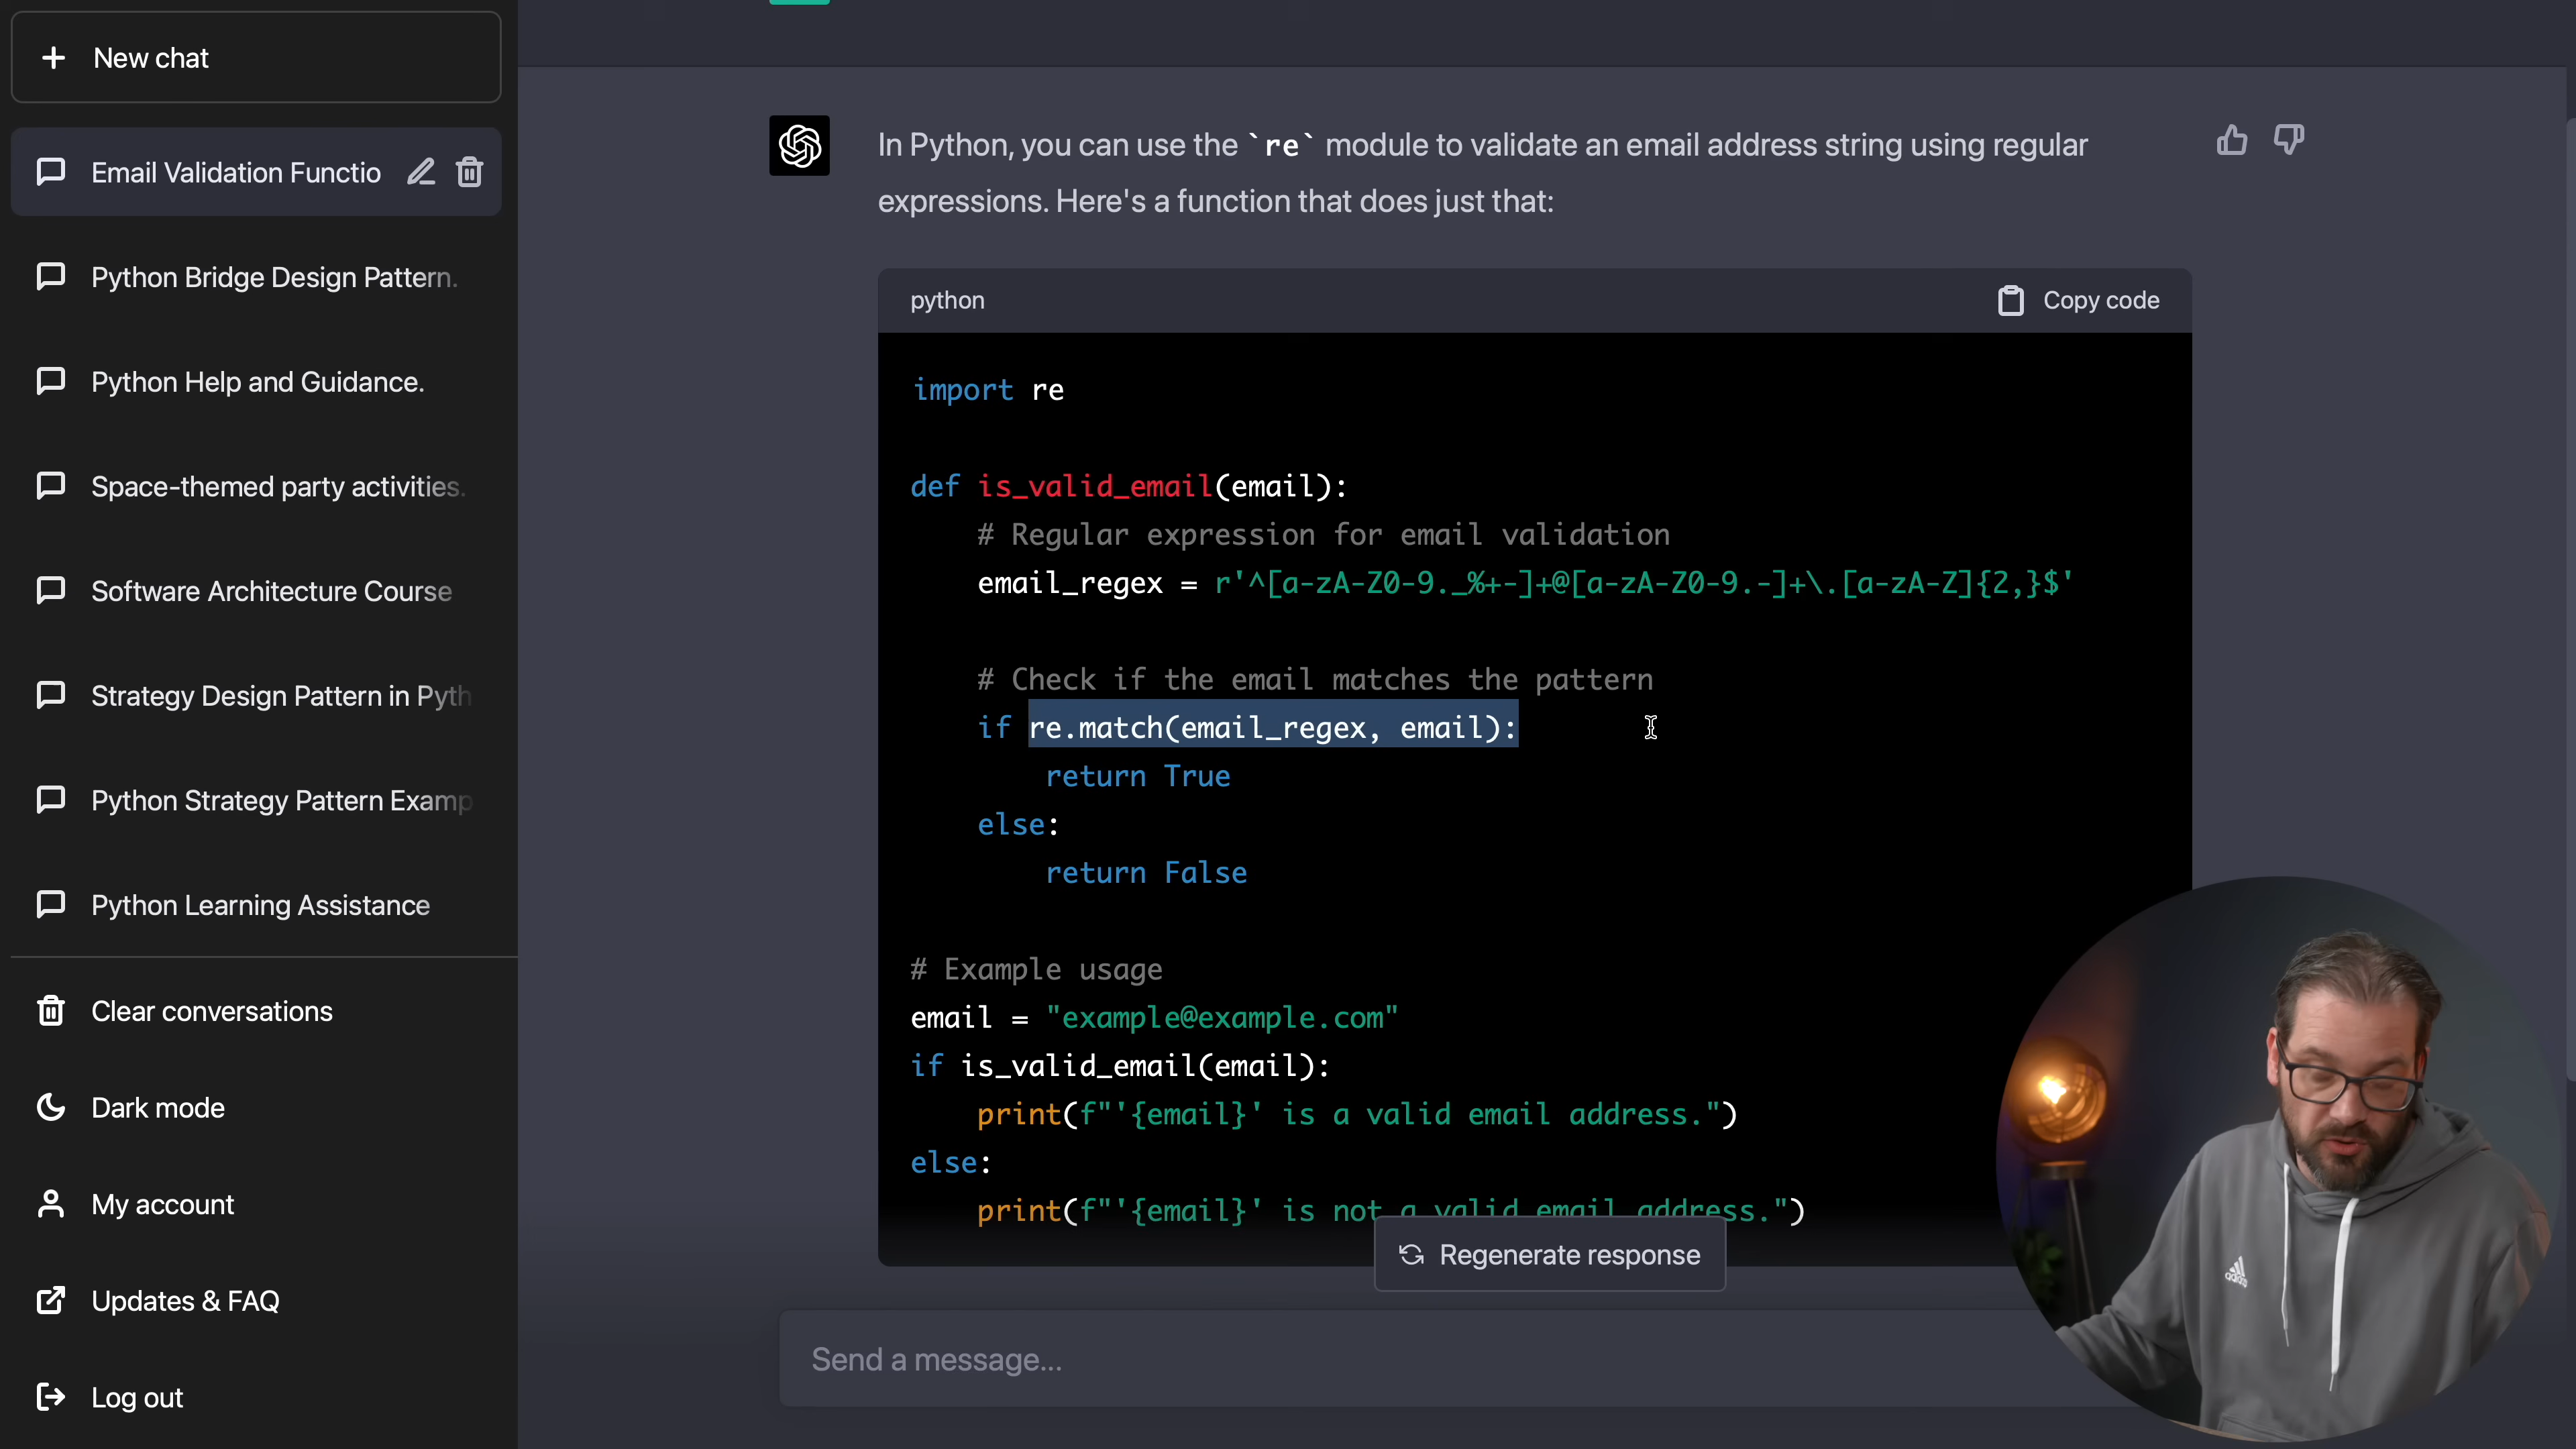 New chat
Email Validation Functio
Python Bridge Design Pattern.
Python Help and Guidance.
Space-themed party activities.
Software Architecture Course
Strategy Design Pattern in Pyth
Python Strategy Pattern Examp
Python Learning Assistance
Clear conversations
Dark mode
My account
Updates & FAQ
Log out
In Python, you can use the `re` module to validate an email address string using regular
expressions. Here's a function that does just that:
python
Copy code
import re
def is_valid_email(email):
# Regular expression for email validation
email_regex = r'^[a-zA-Z0-9._%+-]+@[a-zA-Z0-9.-]+\.[a-zA-Z]{2,}$'
# Check if the email matches the pattern
if re.match(email_regex, email):
return True
else:
return False
# Example usage
email = "example@example.com"
if is_valid_email(email):
print(f"'{email}' is a valid email address.")
else:
print(f"'{email}' is not a valid email address.")
Regenerate response
Send a message...
adidas